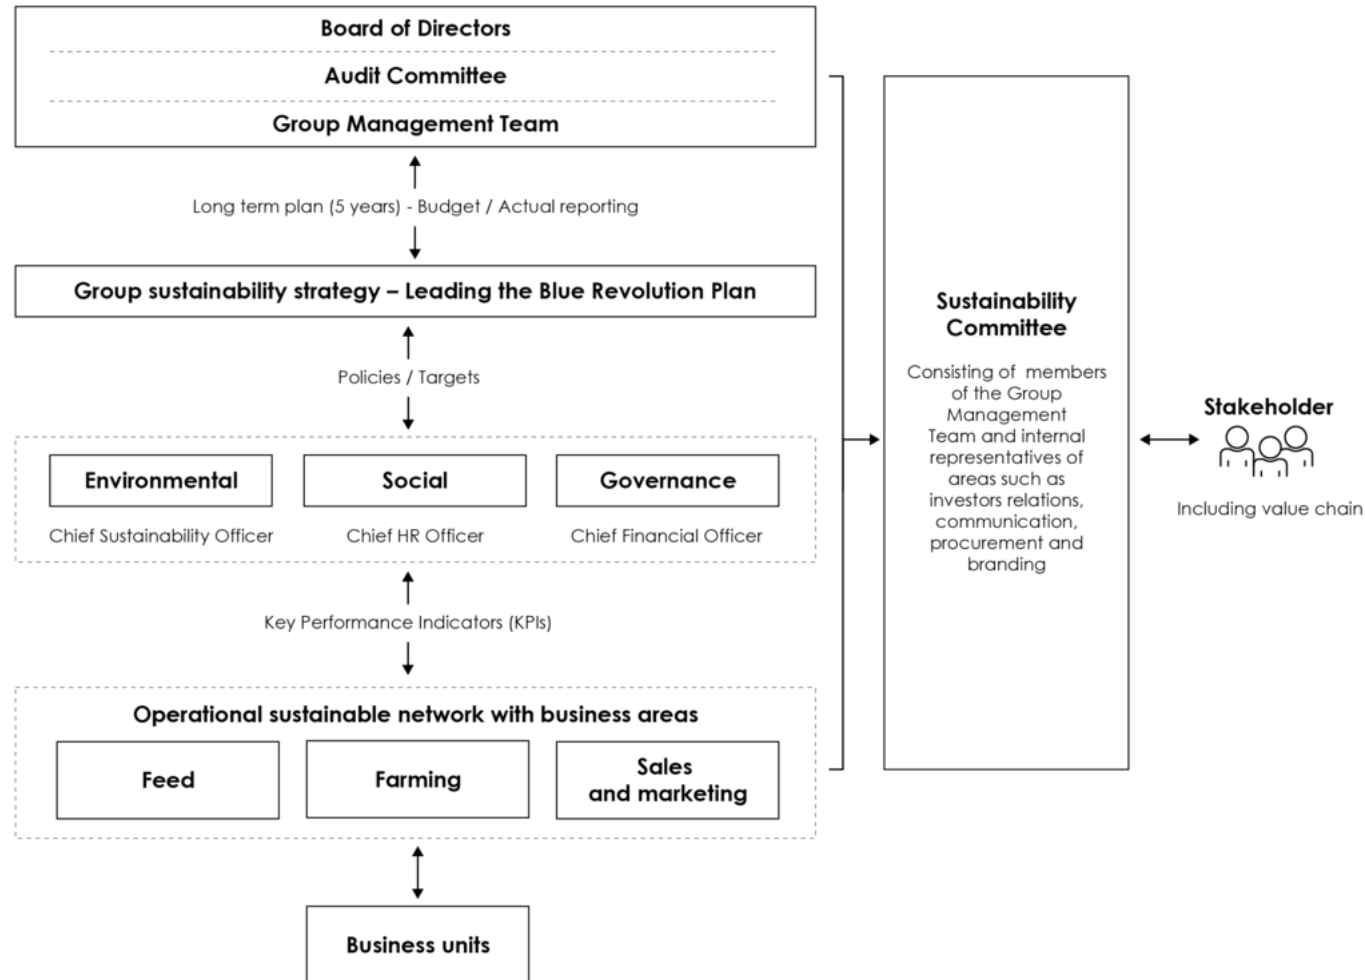 Board of Directors
Audit Committee
Group Management Team
Long term plan (5 years) - Budget / Actual reporting
Group sustainability strategy – Leading the Blue Revolution Plan
Policies / Targets
Environmental
Social
Governance
Chief Sustainability Officer
Chief HR Officer
Chief Financial Officer
Key Performance Indicators (KPIs)
Operational sustainable network with business areas
Feed
Farming
Sales
and marketing
Business units
Sustainability
Committee
Consisting of members
of the Group
Management
Team and internal
representatives of
areas such as
investors relations,
communication,
procurement and
branding
Stakeholder
Including value chain